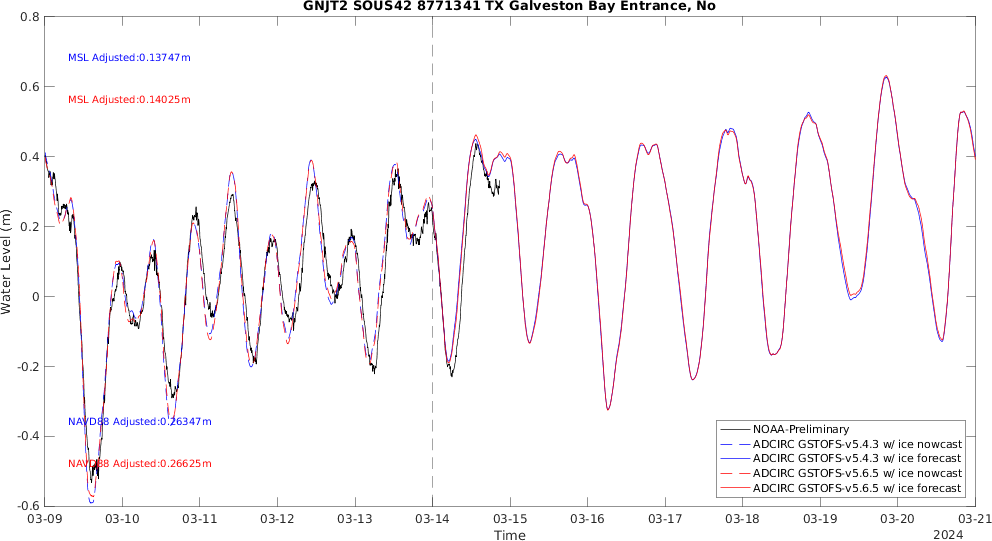 GNJT2 SOUS42 8771341 TX Galveston Bay Entrance, No
0.8
0.6
0.4
0.2
0
-0.2
-0.4
-0.6
Water Level (m)
MSL Adjusted:0.13747m
MSL Adjusted:0.14025m
NAVD88 Adjusted:0.26347m
NAVD88 Adjusted:0.26625m
NOAA-Preliminary
ADCIRC GSTOFS-v5.4.3 w/ ice nowcast
ADCIRC GSTOFS-v5.4.3 w/ ice forecast
ADCIRC GSTOFS-v5.6.5 w/ ice nowcast
ADCIRC GSTOFS-v5.6.5 w/ ice forecast
03-09 03-10 03-11 03-12 03-13 03-14 03-15 03-16 03-17 03-18 03-19 03-20 03-21
Time
2024